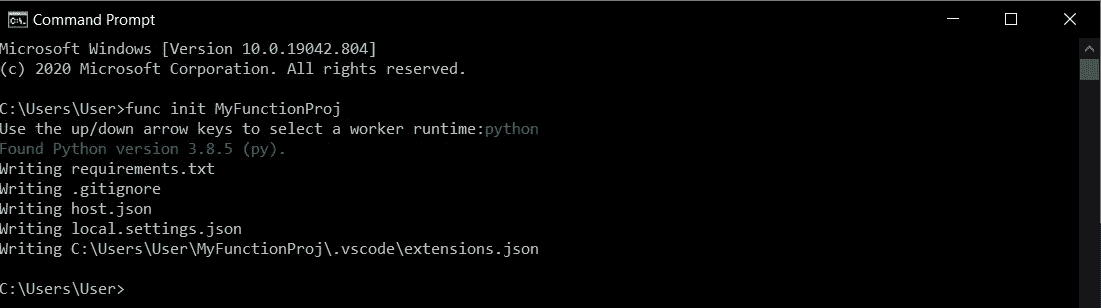 Command Prompt
Microsoft Windows [Version 10.0.19042.804]
(c) 2020 Microsoft Corporation. All rights reserved.
C:\Users\User>func init MyFunctionProj
Use the up/down arrow keys to select a worker runtime:python
Found Python version 3.8.5 (py).
Writing requirements.txt
Writing .gitignore
Writing host.json
Writing local.settings.json
Writing C:\Users\User\MyFunctionProj\.vscode\extensions.json
C:\Users\User>